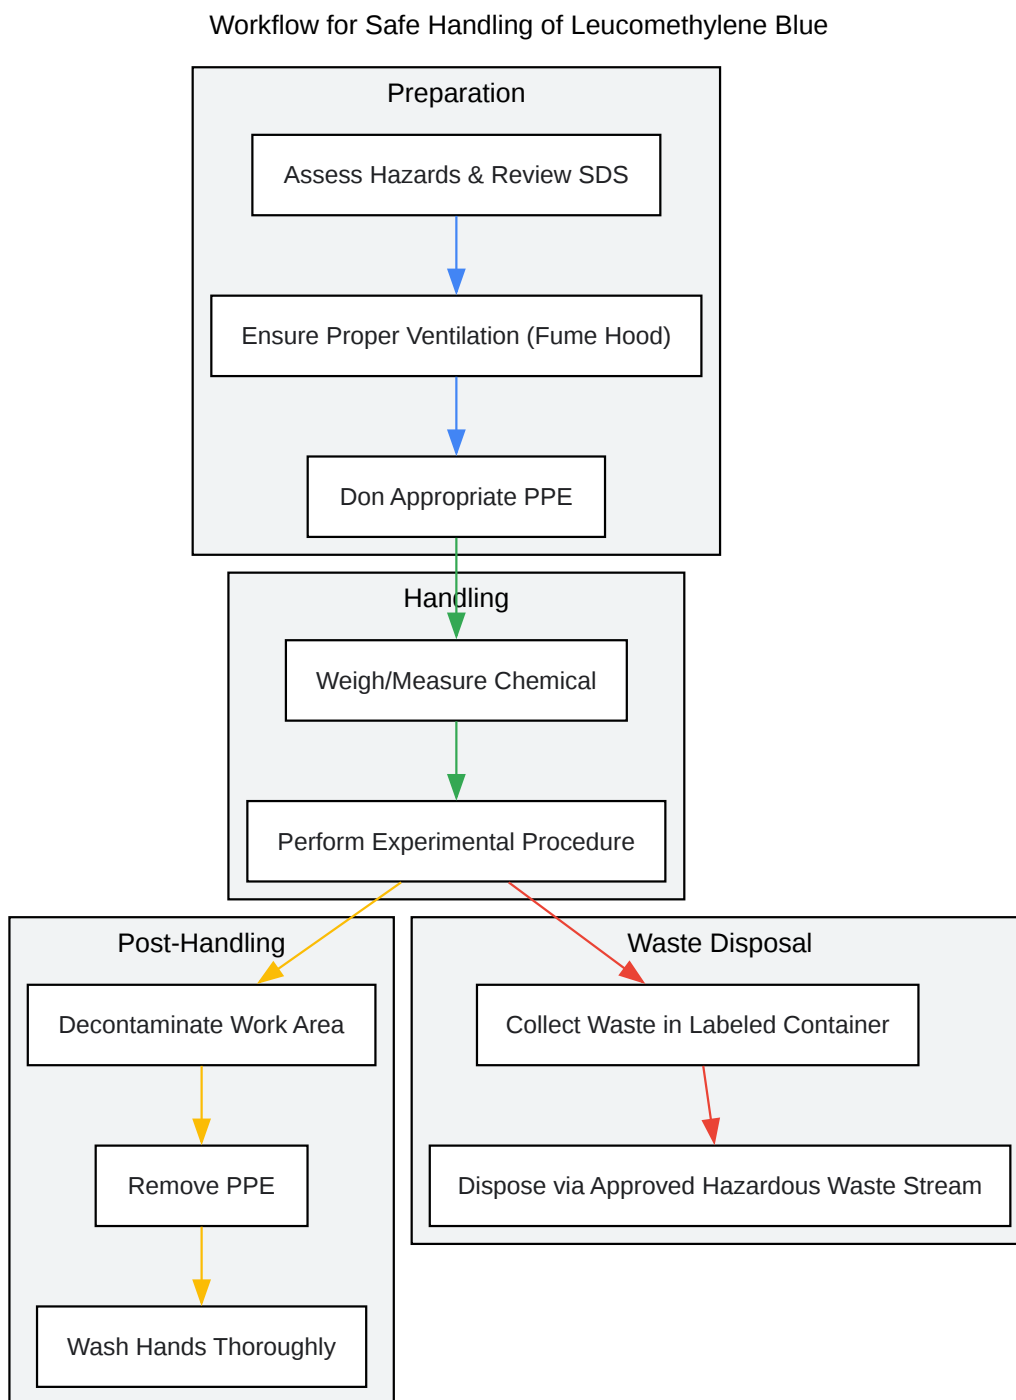 Workflow for Safe Handling of Leucomethylene Blue
Preparation
Assess Hazards & Review SDS
Ensure Proper Ventilation (Fume Hood)
Don Appropriate PPE
Handling
Weigh/Measure Chemical
Perform Experimental Procedure
Post-Handling
Decontaminate Work Area
Remove PPE
Wash Hands Thoroughly
Waste Disposal
Collect Waste in Labeled Container
Dispose via Approved Hazardous Waste Stream